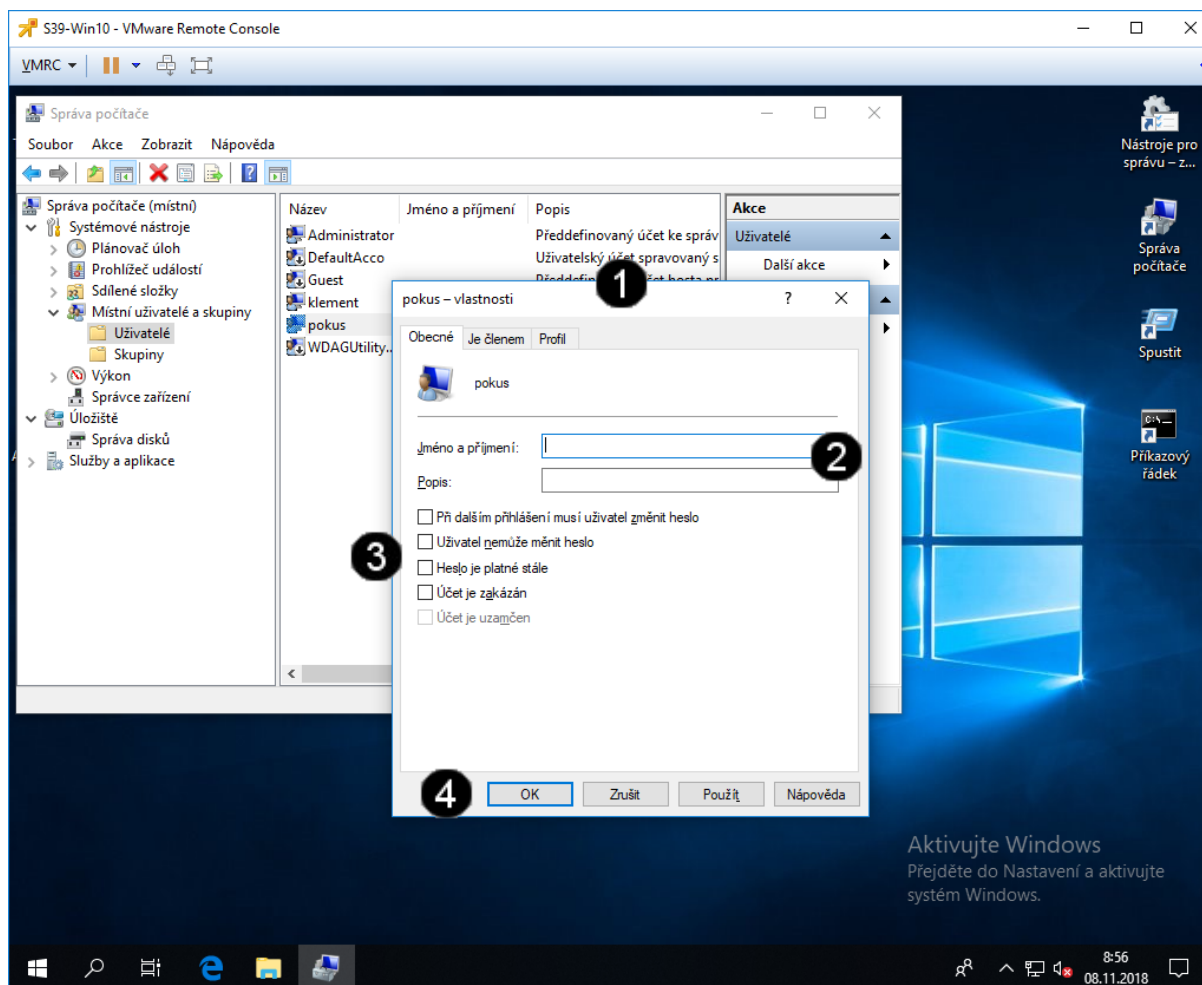 S39-Win10 - VMware Remote Console
VMRC
Správa počítače
Soubor Akce Zobrazit Nápověda
Správa počítače (místní)
Systémové nástroje
Plánovač úloh
Prohlížeč událostí
Sdílené složky
Místní uživatelé a skupiny
Uživatelé
Skupiny
Výkon
Správce zařízení
Úložiště
Správa disků
Služby a aplikace
Název Jméno a příjmení Popis
Administrator Předdefinovaný účet ke správ
DefaultAcco Uživatelský účet spravovaný s
Guest Předdefin
klement
pokus
WDAGUtility...
Akce
Uživatelé
Další akce
1
pokus – vlastnosti
Obecné Je členem Profil
pokus
Jméno a příjmení:
2
Popis:
Při dalším přihlášení musí uživatel změnit heslo
Uživatel nemůže měnit heslo
3
Heslo je platné stále
Účet je zakázán
Účet je uzamčen
4
OK Zrušit Použít Nápověda
Nástroje pro
správu – z...
Správa
počítače
Spustit
Příkazový
řádek
Aktivujte Windows
Přejděte do Nastavení a aktivujte
systém Windows.
8:56
08.11.2018